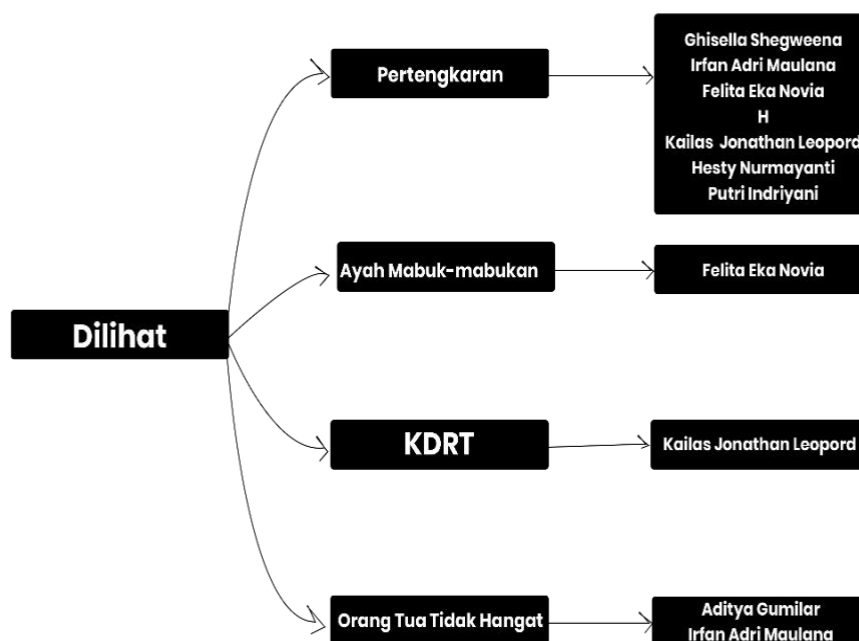 Dilihat
Pertengkaran
Ghisella Shegweena
Irfan Adri Maulana
Felita Eka Novia
H
Kailas Jonathan Leopord
Hesty Nurmayanti
Putri Indriyani
Ayah Mabuk-mabukan
Felita Eka Novia
KDRT
Kailas Jonathan Leopord
Orang Tua Tidak Hangat
Aditya Gumilar
Irfan Adri Maulana